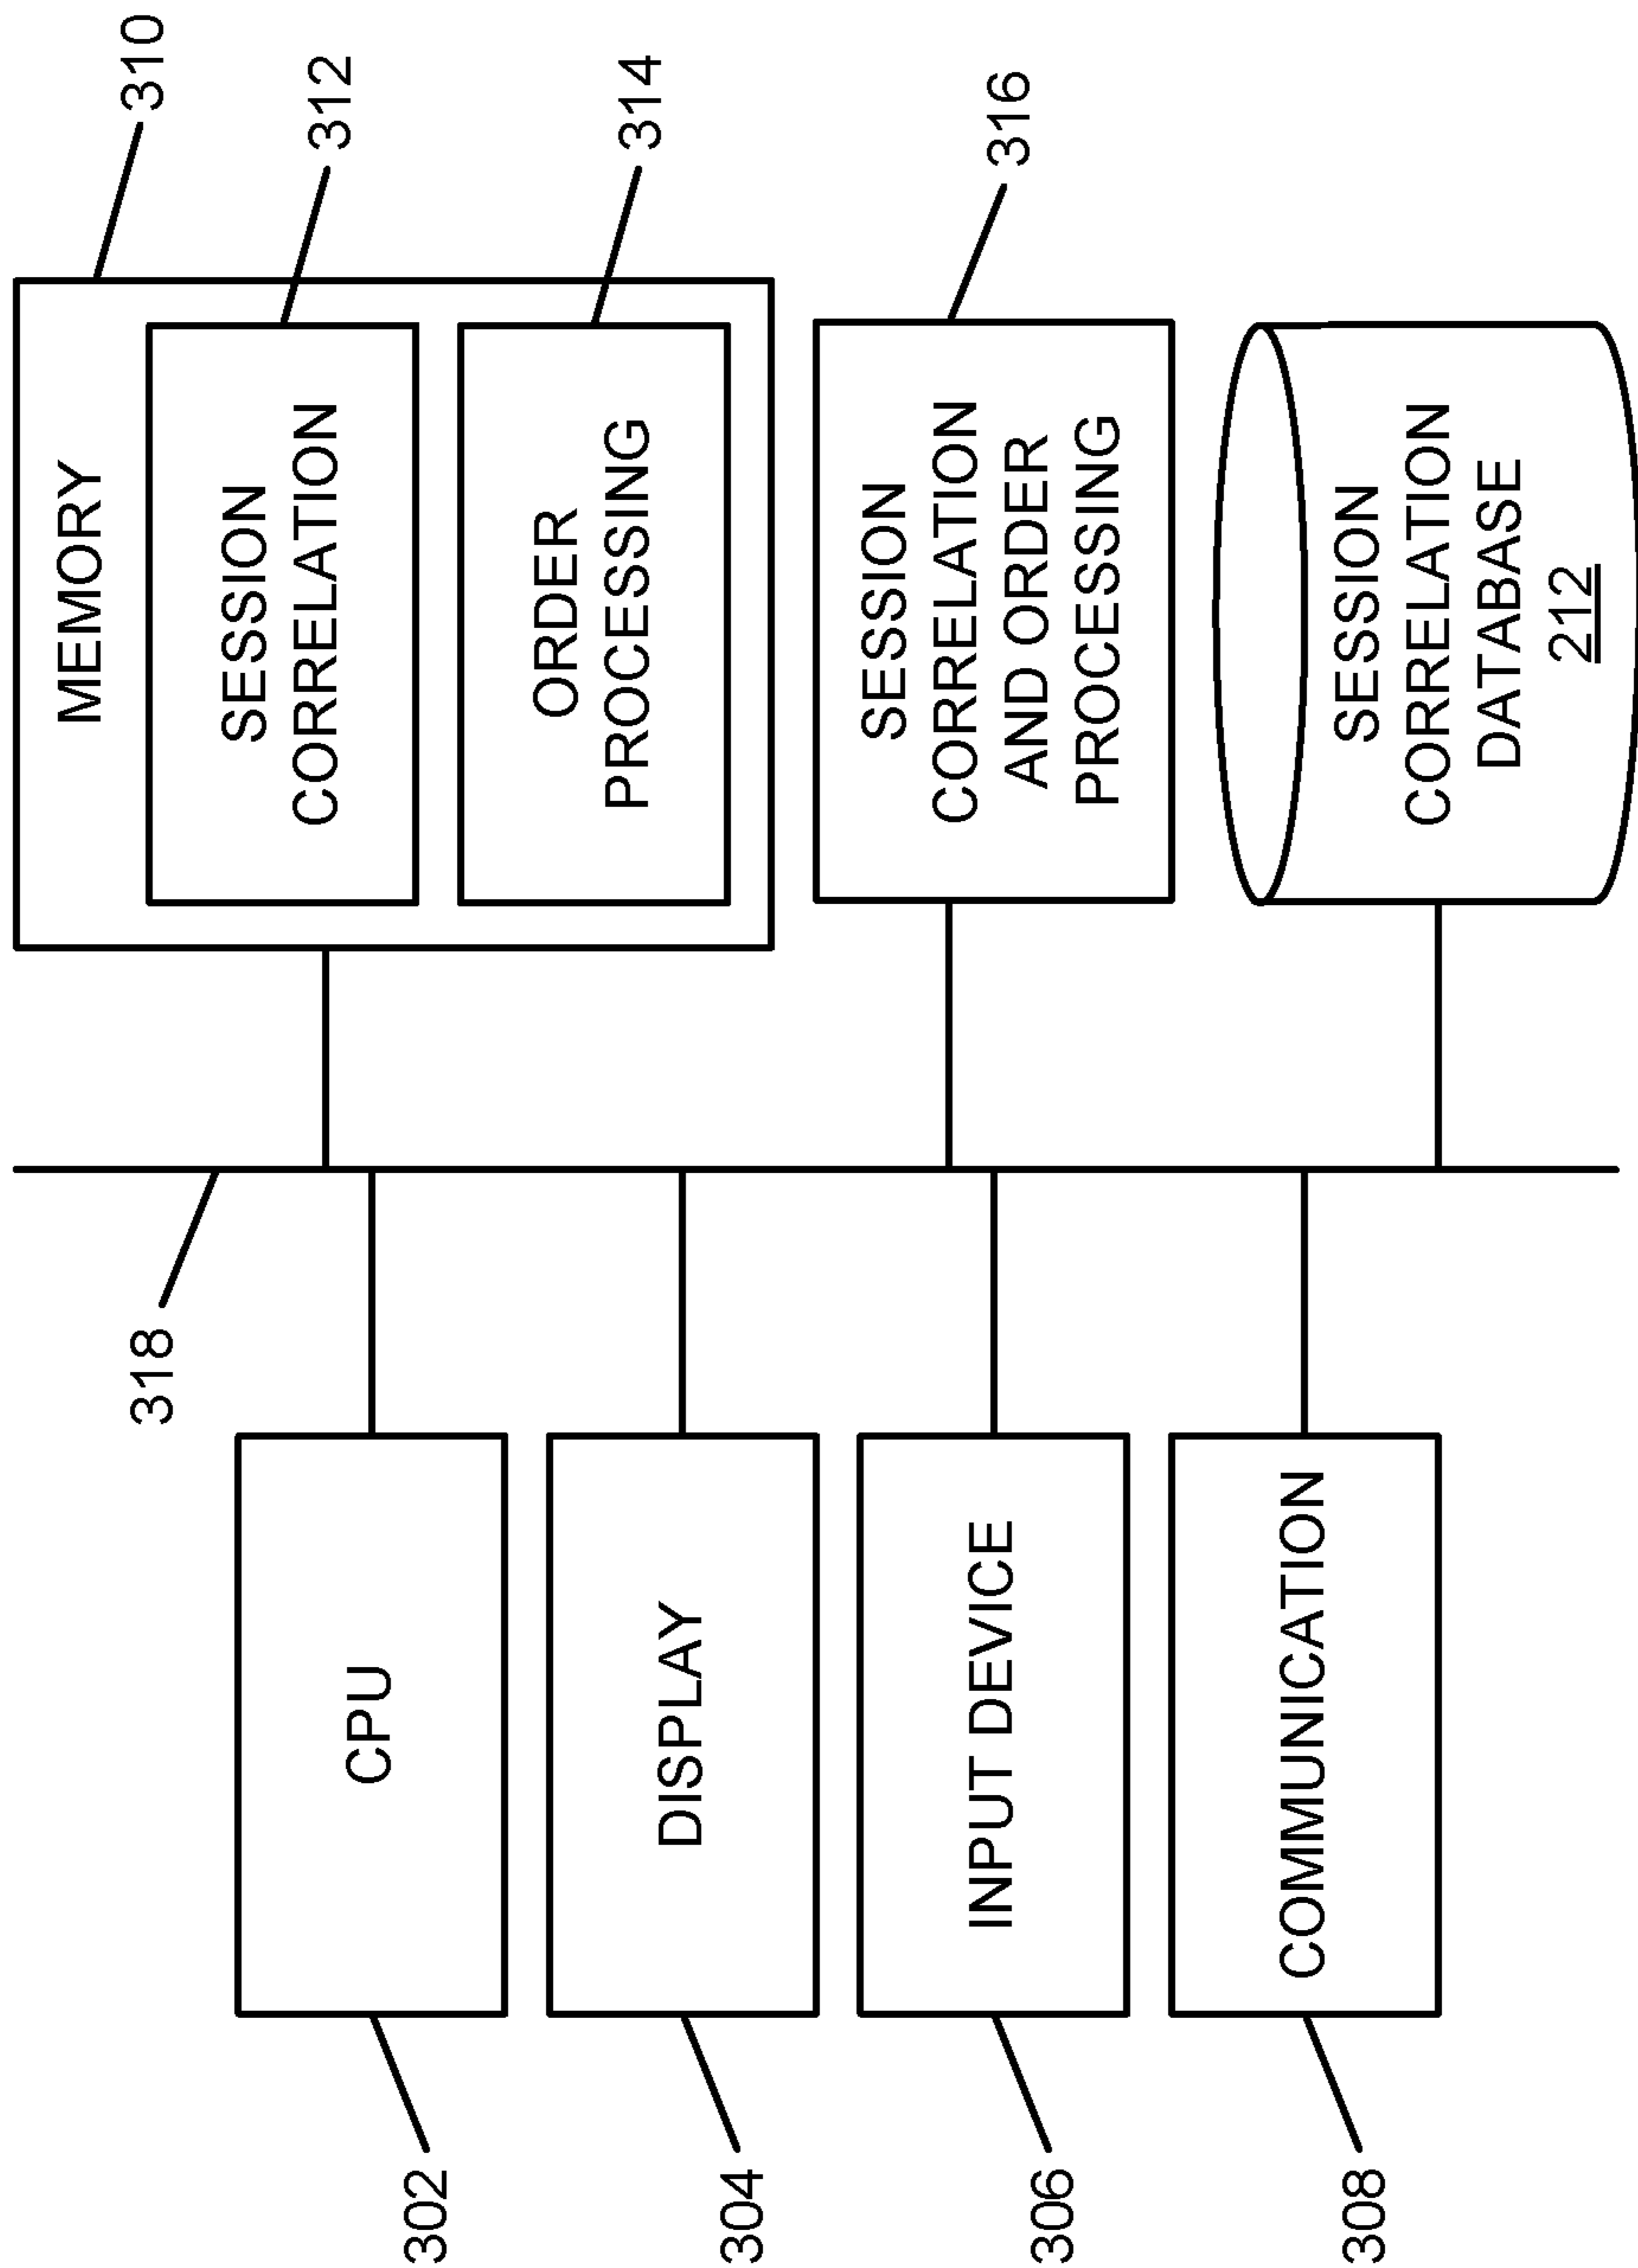 318
310
MEMORY
312
SESSION
CORRELATION
314
ORDER
PROCESSING
302
CPU
304
DISPLAY
316
SESSION
CORRELATION
AND ORDER
PROCESSING
306
INPUT DEVICE
308
COMMUNICATION
SESSION
CORRELATION
DATABASE
212